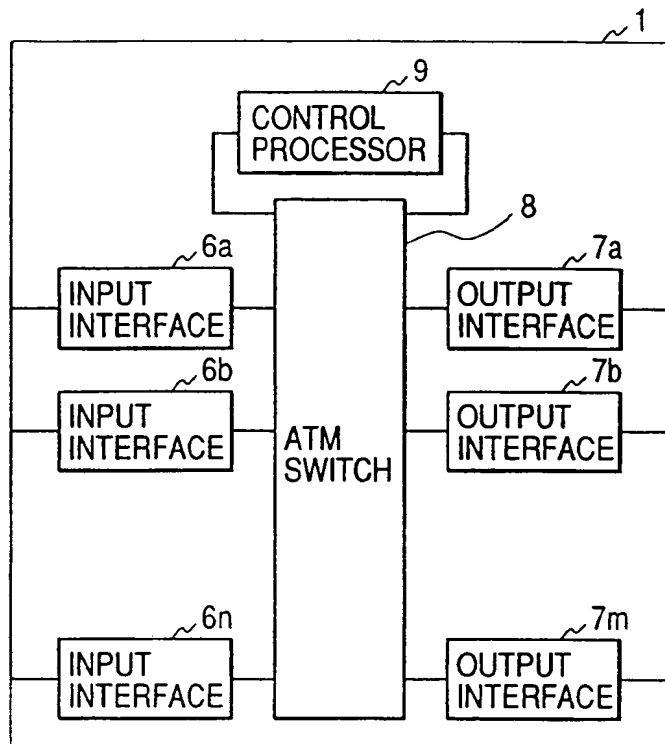 1
9
CONTROL
PROCESSOR
8
6a
INPUT
INTERFACE
7a
OUTPUT
INTERFACE
6b
INPUT
INTERFACE
7b
OUTPUT
INTERFACE
ATM
SWITCH
6n
INPUT
INTERFACE
7m
OUTPUT
INTERFACE